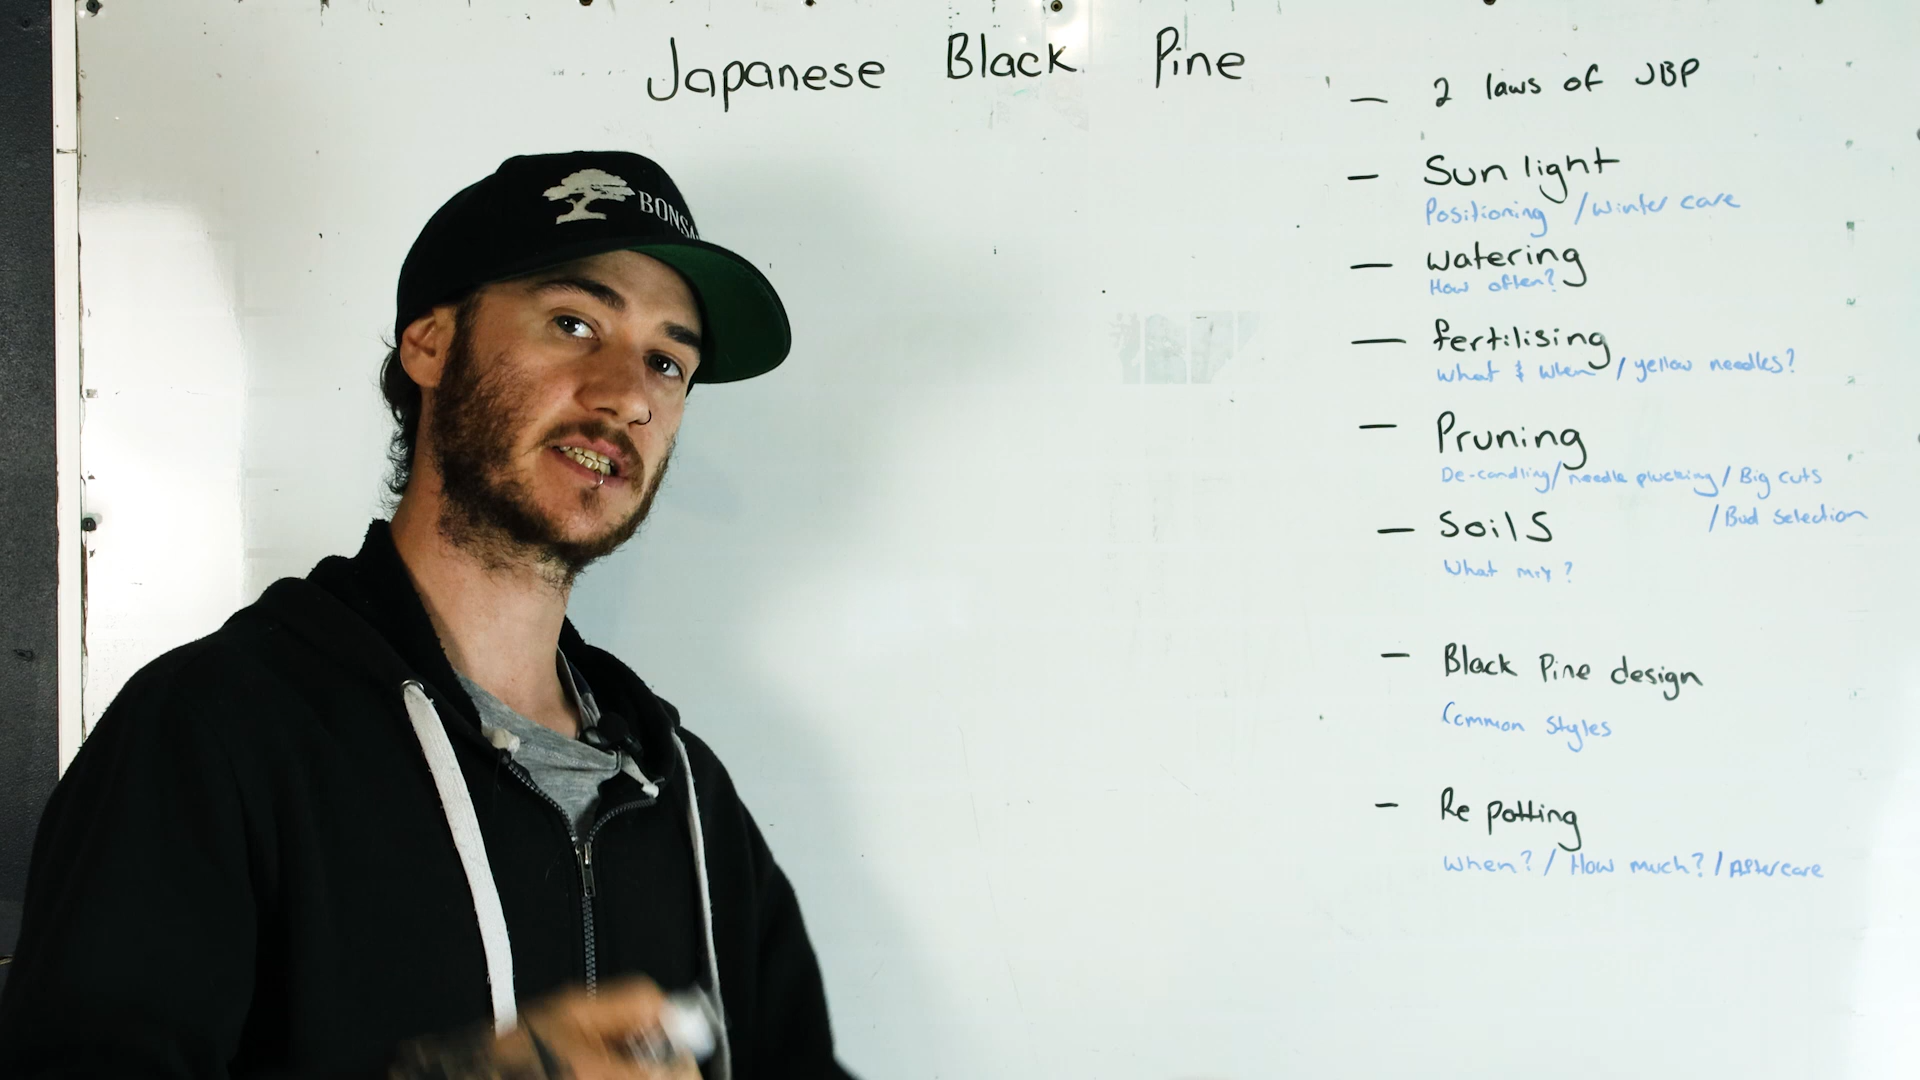 Japanese Black Pine
BONSA
— 2 laws of JBP
— Sun light
Positioning / winter care
— watering
How often?
— fertilising
what & when / yellow needles?
— Pruning
De-candling/needle plucking/Big cuts
/Bud selection
— Soils
What mix?
— Black Pine design
Common Styles
— Re potting
when? / How much? / Aftercare